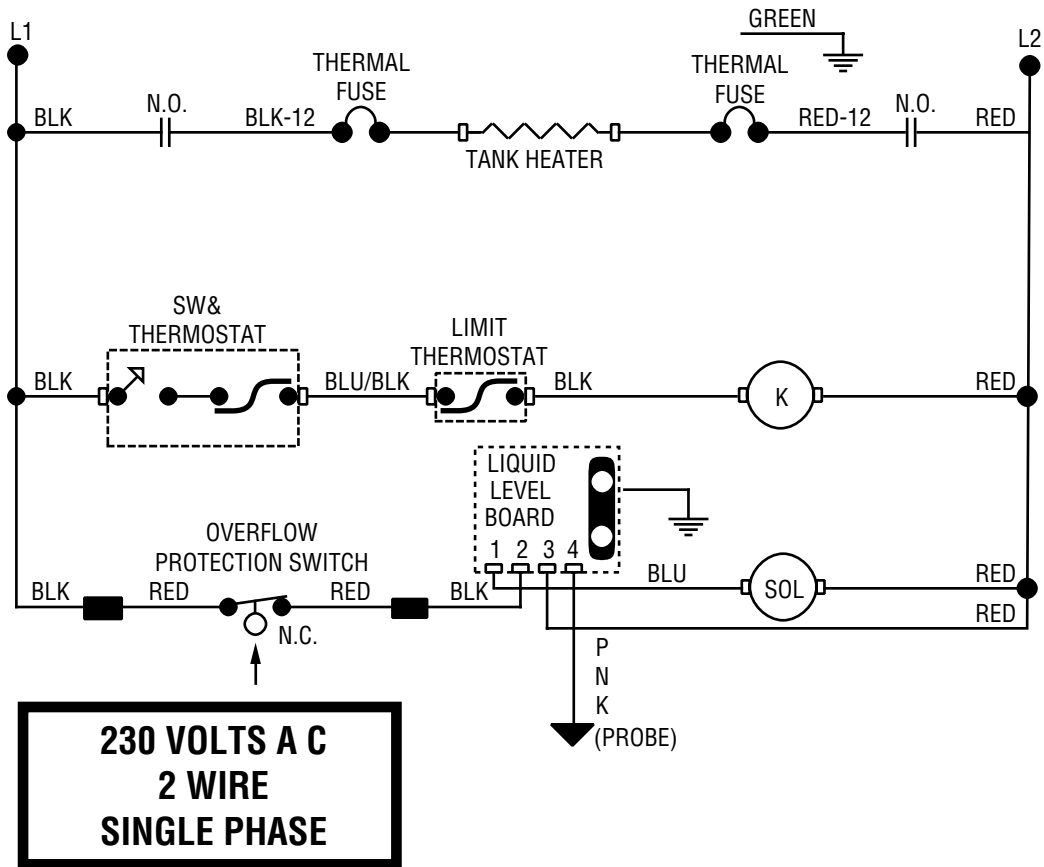 L1
GREEN
L2
THERMAL
FUSE
THERMAL
FUSE
BLK
N.O.
BLK-12
RED-12
N.O.
RED
TANK HEATER
SW&
THERMOSTAT
LIMIT
THERMOSTAT
BLK
BLU/BLK
BLK
K
RED
LIQUID
LEVEL
BOARD
1 2 3 4
OVERFLOW
PROTECTION SWITCH
BLK
RED
RED
BLK
BLU
SOL
RED
RED
N.C.
P
N
K
(PROBE)
230 VOLTS A C
2 WIRE
SINGLE PHASE